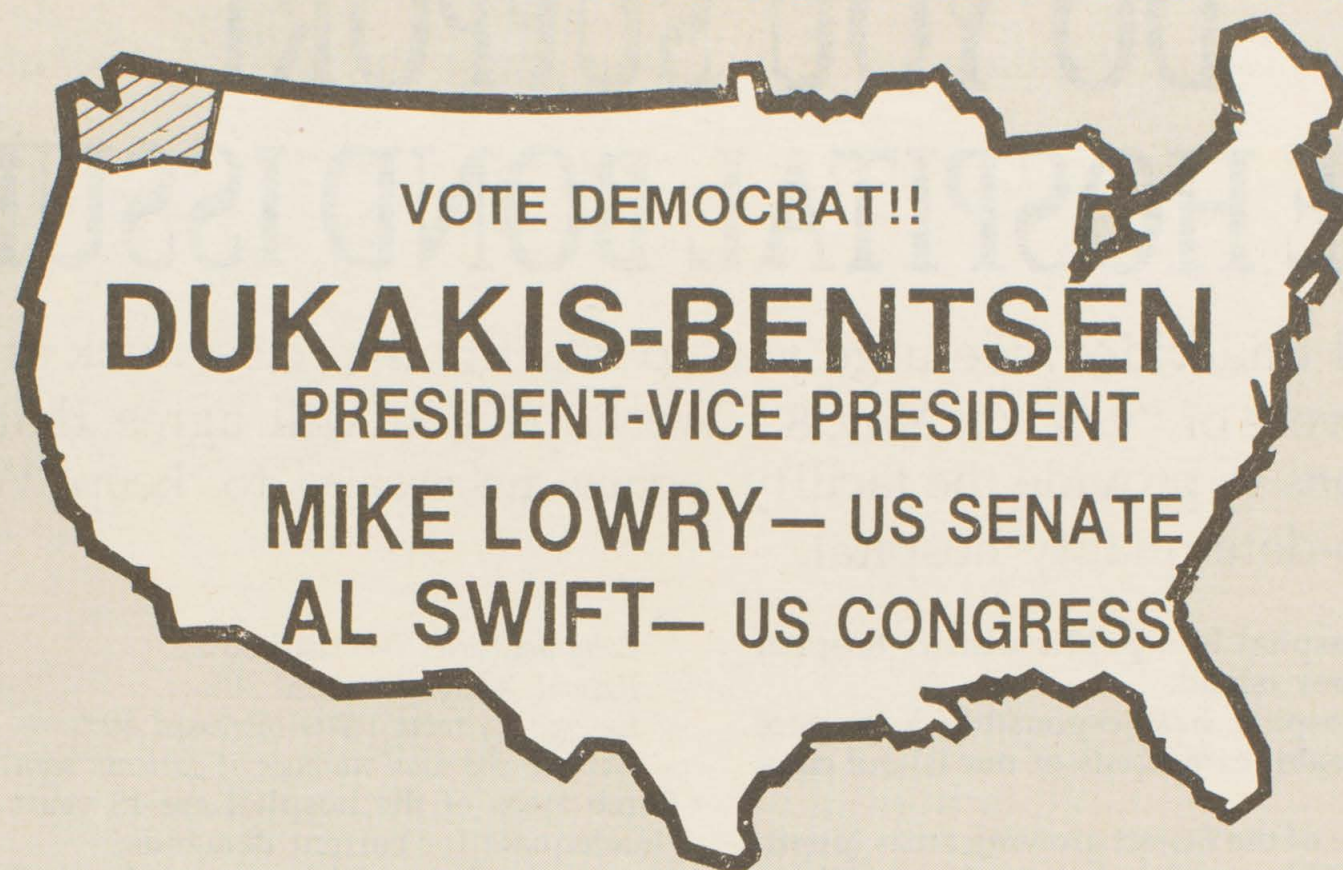 VOTE DEMOCRAT!!
DUKAKIS-BENTSEN
PRESIDENT-VICE PRESIDENT
MIKE LOWRY— US SENATE
AL SWIFT— US CONGRESS